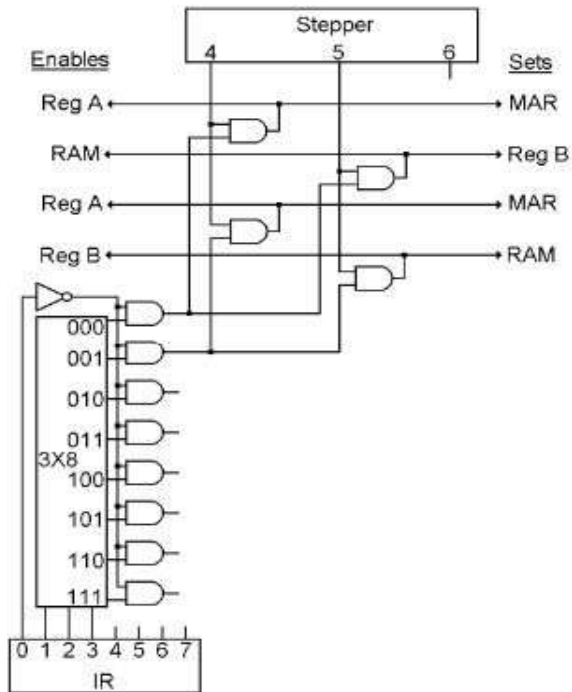 Stepper
4 5 6
Enables Sets
Reg A MAR
RAM Reg B
Reg A MAR
Reg B RAM
000
001
010
011
3X8
100
101
110
111
0 1 2 3 4 5 6 7
IR